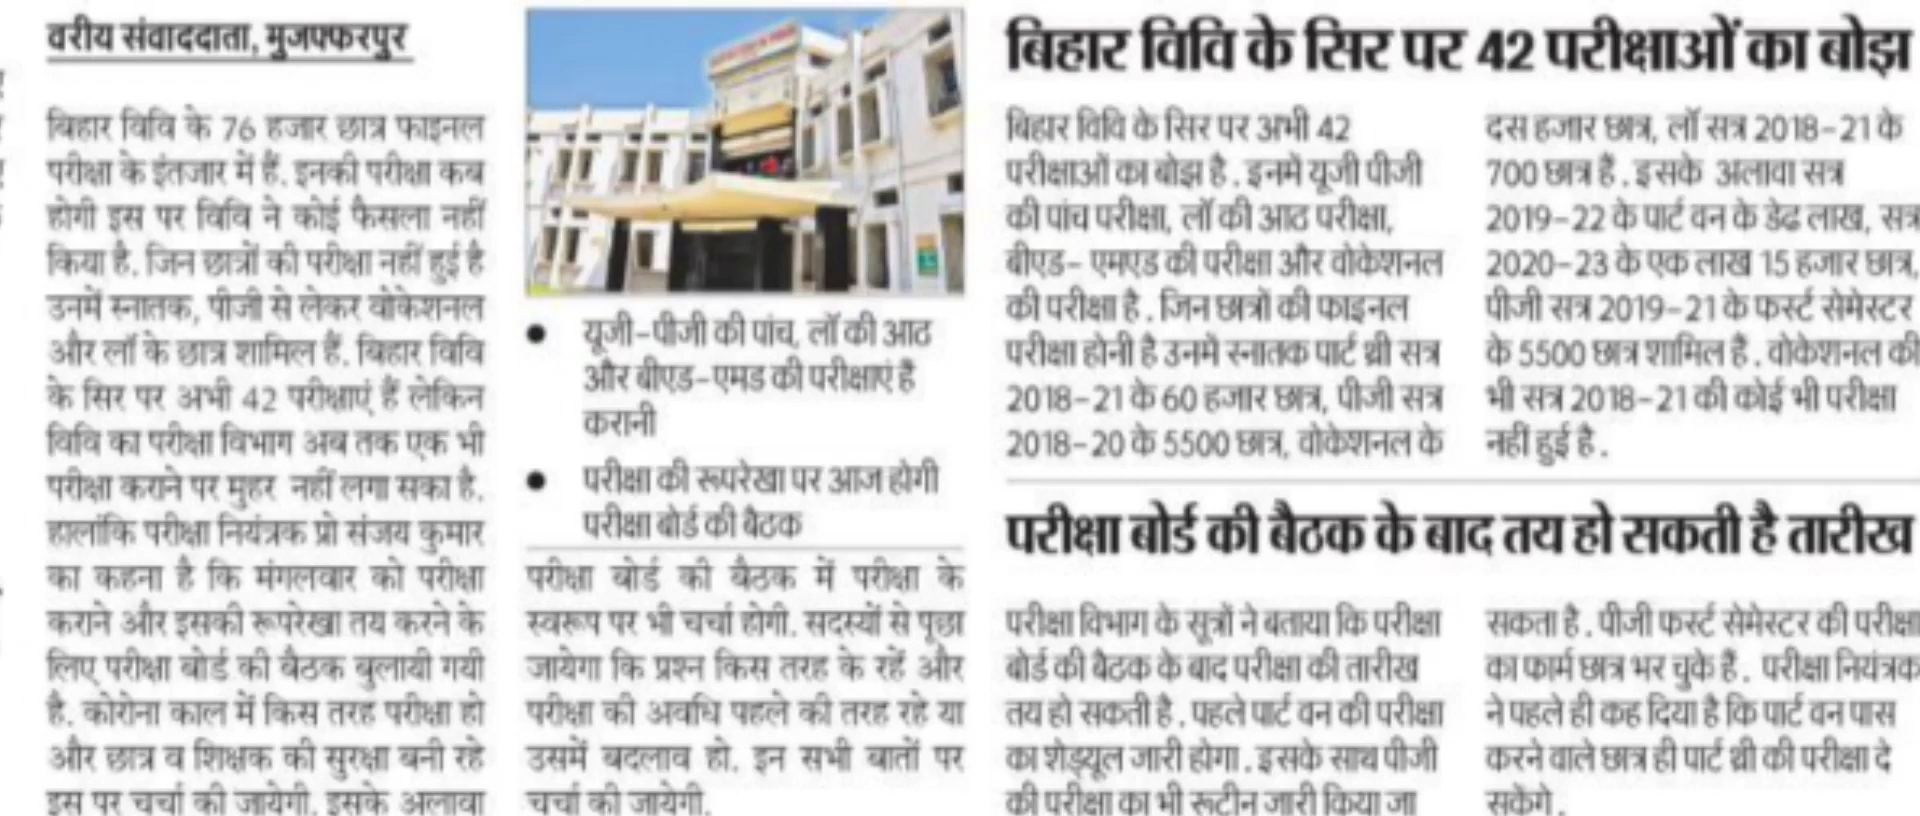 वरीय संवाददाता, मुजफ्फरपुर
बिहार विवि के 76 हजार छात्र फाइनल
परीक्षा के इंतजार में हैं. इनकी परीक्षा कब
होगी इस पर विवि ने कोई फैसला नहीं
किया है. जिन छात्रों की परीक्षा नहीं हुई है
उनमें स्नातक, पीजी से लेकर वोकेशनल
और लॉ के छात्र शामिल हैं. बिहार विवि
के सिर पर अभी 42 परीक्षाएं हैं लेकिन
विवि का परीक्षा विभाग अब तक एक भी
परीक्षा कराने पर मुहर नहीं लगा सका है.
हालांकि परीक्षा नियंत्रक प्रो संजय कुमार
का कहना है कि मंगलवार को परीक्षा
कराने और इसकी रूपरेखा तय करने के
लिए परीक्षा बोर्ड की बैठक बुलायी गयी
है. कोरोना काल में किस तरह परीक्षा हो
और छात्र व शिक्षक की सुरक्षा बनी रहे
इस पर चर्चा की जायेगी. इसके अलावा
● यूजी-पीजी की पांच, लॉ की आठ
और बीएड-एमड की परीक्षाएं हैं
करानी
● परीक्षा की रूपरेखा पर आज होगी
परीक्षा बोर्ड की बैठक
परीक्षा बोर्ड की बैठक में परीक्षा के
स्वरूप पर भी चर्चा होगी. सदस्यों से पूछा
जायेगा कि प्रश्न किस तरह के रहें और
परीक्षा की अवधि पहले की तरह रहे या
उसमें बदलाव हो. इन सभी बातों पर
चर्चा की जायेगी.
बिहार विवि के सिर पर 42 परीक्षाओं का बोझ
बिहार विवि के सिर पर अभी 42
परीक्षाओं का बोझ है. इनमें यूजी पीजी
की पांच परीक्षा, लॉ की आठ परीक्षा,
बीएड- एमएड की परीक्षा और वोकेशनल
की परीक्षा है. जिन छात्रों की फाइनल
परीक्षा होनी है उनमें स्नातक पार्ट थ्री सत्र
2018-21 के 60 हजार छात्र, पीजी सत्र
2018-20 के 5500 छात्र, वोकेशनल के
दस हजार छात्र, लॉ सत्र 2018-21 के
700 छात्र हैं. इसके अलावा सत्र
2019-22 के पार्ट वन के डेढ लाख, सत्र
2020-23 के एक लाख 15 हजार छात्र,
पीजी सत्र 2019-21 के फर्स्ट सेमेस्टर
के 5500 छात्र शामिल हैं. वोकेशनल की
भी सत्र 2018-21 की कोई भी परीक्षा
नहीं हुई है.
परीक्षा बोर्ड की बैठक के बाद तय हो सकती है तारीख
परीक्षा विभाग के सूत्रों ने बताया कि परीक्षा
बोर्ड की बैठक के बाद परीक्षा की तारीख
तय हो सकती है. पहले पार्ट वन की परीक्षा
का शेड्यूल जारी होगा. इसके साथ पीजी
की परीक्षा का भी रूटीन जारी किया जा
सकता है. पीजी फर्स्ट सेमेस्टर की परीक्षा
का फार्म छात्र भर चुके हैं. परीक्षा नियंत्रक
ने पहले ही कह दिया है कि पार्ट वन पास
करने वाले छात्र ही पार्ट थ्री की परीक्षा दे
सकेंगे.